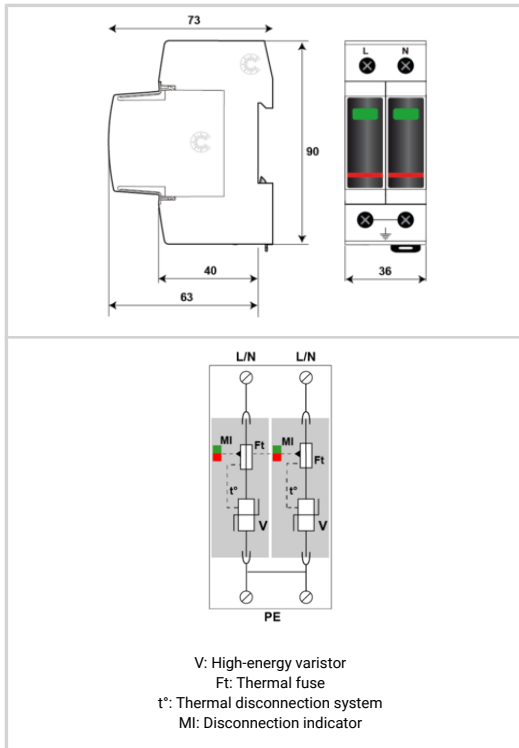 73
L N
90
40
36
63
L/N L/N
MI Ft MI Ft
t° t°
V V
PE
V: High-energy varistor
Ft: Thermal fuse
t°: Thermal disconnection system
MI: Disconnection indicator